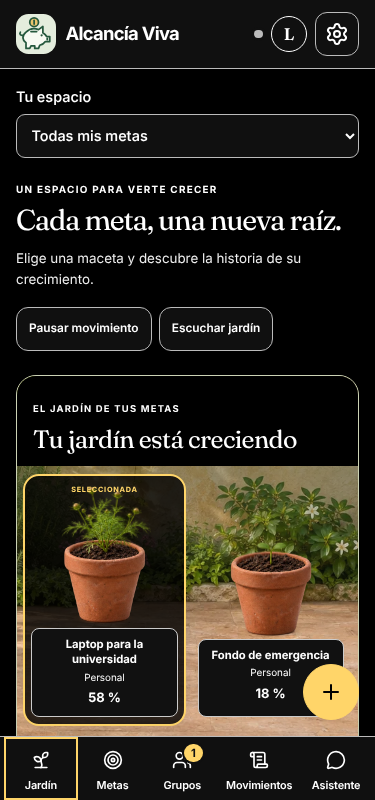 Alcancía Viva
L
Tu espacio
Todas mis metas
UN ESPACIO PARA VERTE CRECER
Cada meta, una nueva raíz.
Elige una maceta y descubre la historia de su
crecimiento.
Pausar movimiento
Escuchar jardín
EL JARDÍN DE TUS METAS
Tu jardín está creciendo
SELECCIONADA
Laptop para la
universidad
Personal
58 %
Fondo de emergencia
Personal
18 %
+
1
Jardín
Metas
Grupos
Movimientos
Asistente